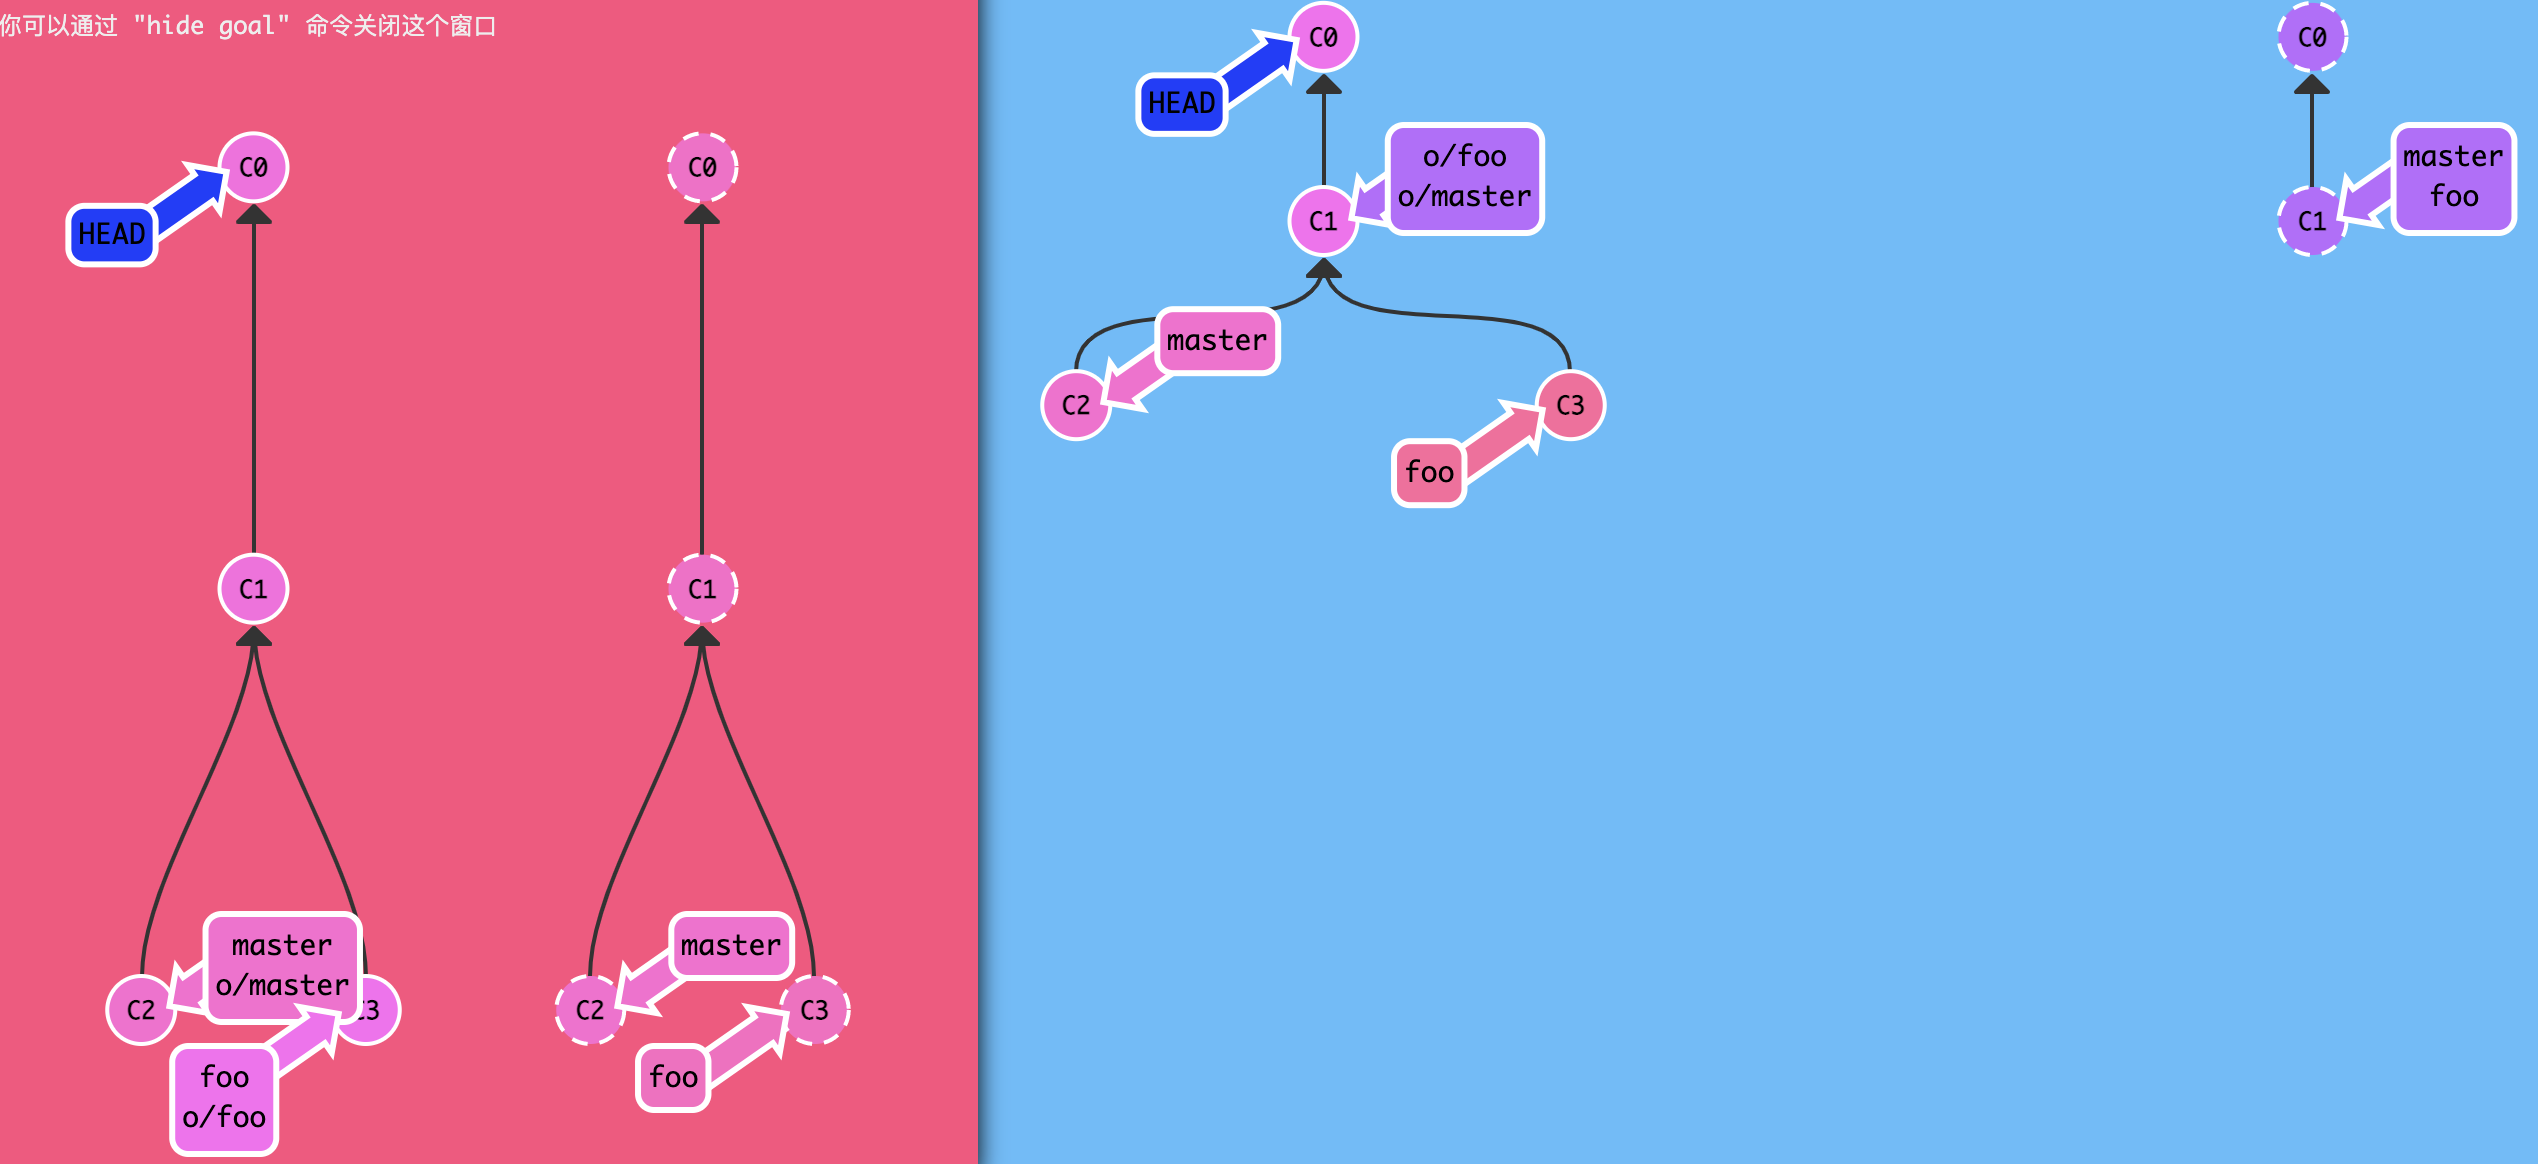 你可以通过 "hide goal" 命令关闭这个窗口
C0
HEAD
C1
master
o/master
C2
C3
foo
o/foo
C0
C1
master
C2
C3
foo
C0
HEAD
o/foo
o/master
C1
master
C2
C3
foo
C0
master
foo
C1